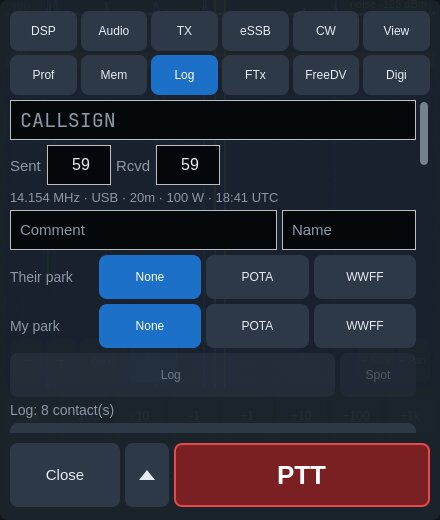 DSP Audio TX eSSB CW View
Prof Mem Log FTx FreeDV Digi
CALLSIGN
Sent 59 Rcvd 59
14.154 MHz · USB · 20m · 100 W · 18:41 UTC
Comment Name
Their park None POTA WWFF
My park None POTA WWFF
Log Spot
Log: 8 contact(s)
Close PTT